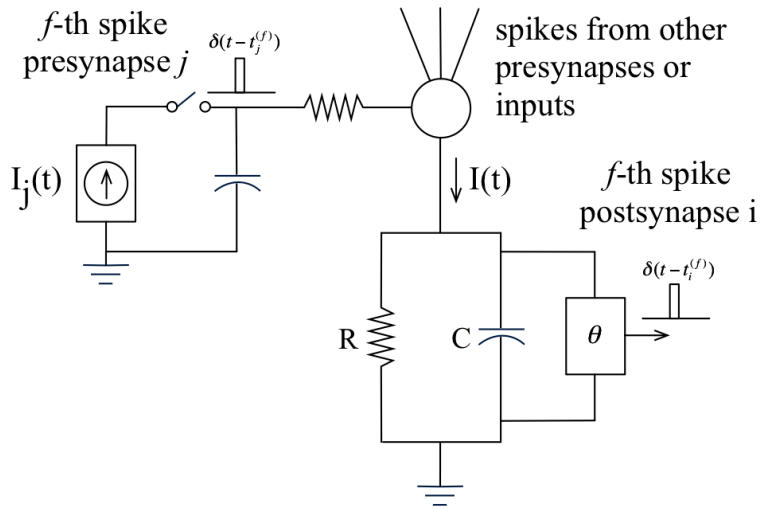 f-th spike
presynapse j
δ(t − t_j^(f))
spikes from other
presynapses or
inputs
I_j(t)
I(t)
f-th spike
postsynapse i
δ(t − t_i^(f))
R
C
θ